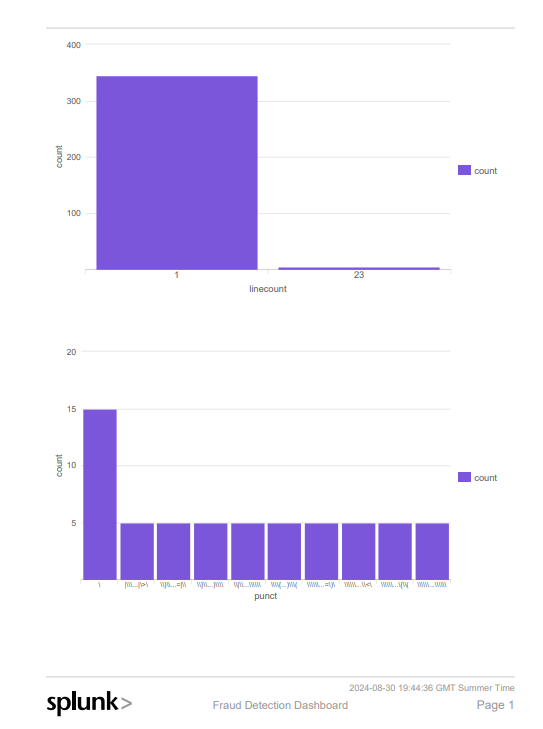 400
300
200
100
count
count
1 23
linecount
20
15
10
5
count
count
\
punct
2024-08-30 19:44:36 GMT Summer Time
splunk>
Fraud Detection Dashboard
Page 1